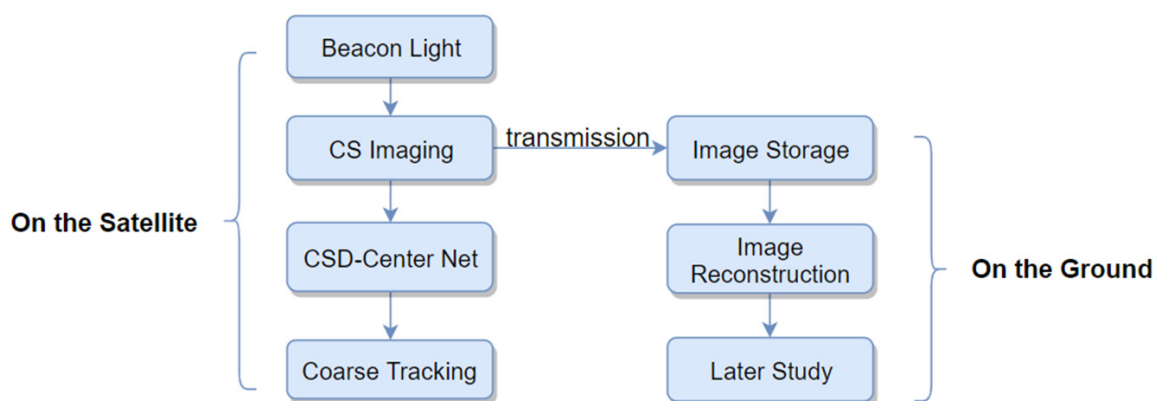 Beacon Light
CS Imaging
transmission
Image Storage
On the Satellite
CSD-Center Net
Image
Reconstruction
On the Ground
Coarse Tracking
Later Study